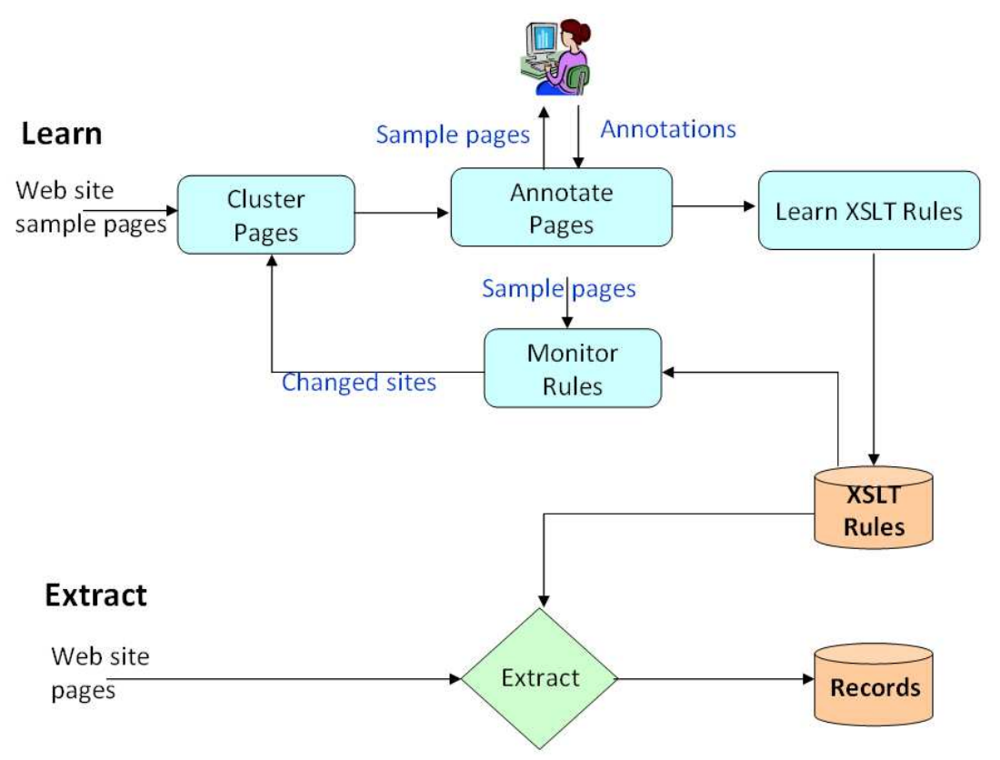 Learn
Sample pages
Annotations
Web site
sample pages
Cluster
Pages
Annotate
Pages
Learn XSLT Rules
Sample pages
Monitor
Rules
Changed sites
XSLT
Rules
Extract
Web site
pages
Extract
Records